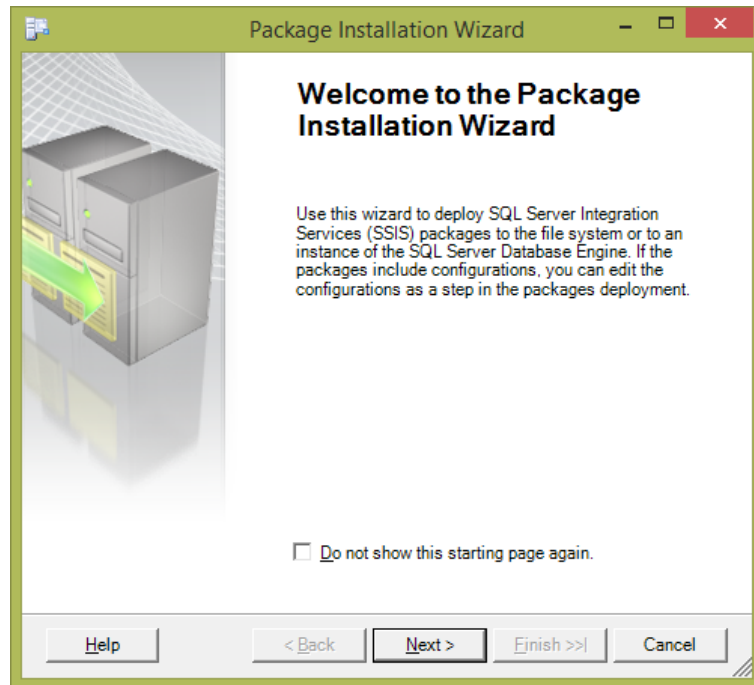 Package Installation Wizard
Welcome to the Package
Installation Wizard
Use this wizard to deploy SQL Server Integration
Services (SSIS) packages to the file system or to an
instance of the SQL Server Database Engine. If the
packages include configurations, you can edit the
configurations as a step in the packages deployment.
Do not show this starting page again.
Help < Back Next > Finish >>| Cancel